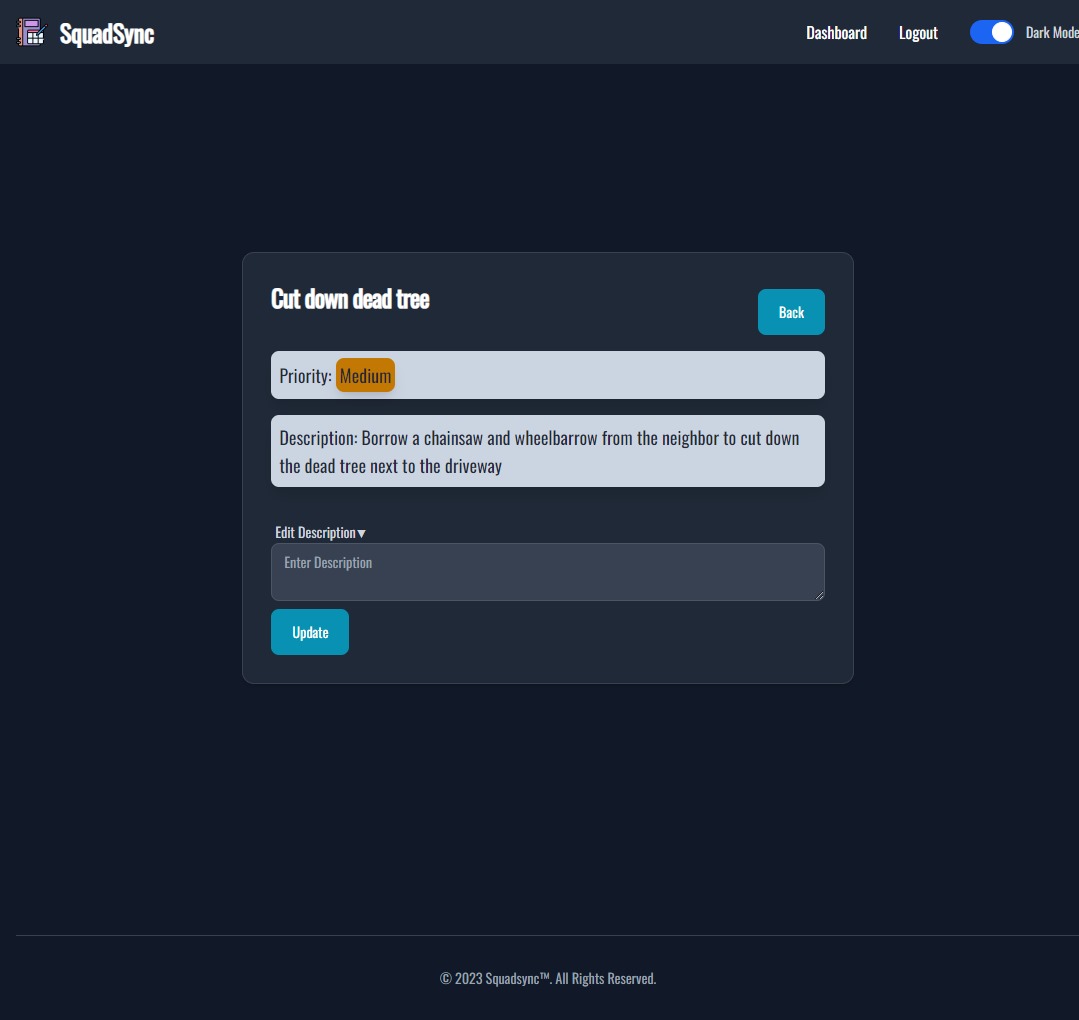 SquadSync
Dashboard
Logout
Dark Mode
Cut down dead tree
Back
Priority: Medium
Description: Borrow a chainsaw and wheelbarrow from the neighbor to cut down
the dead tree next to the driveway
Edit Description▼
Enter Description
Update
© 2023 Squadsync™. All Rights Reserved.